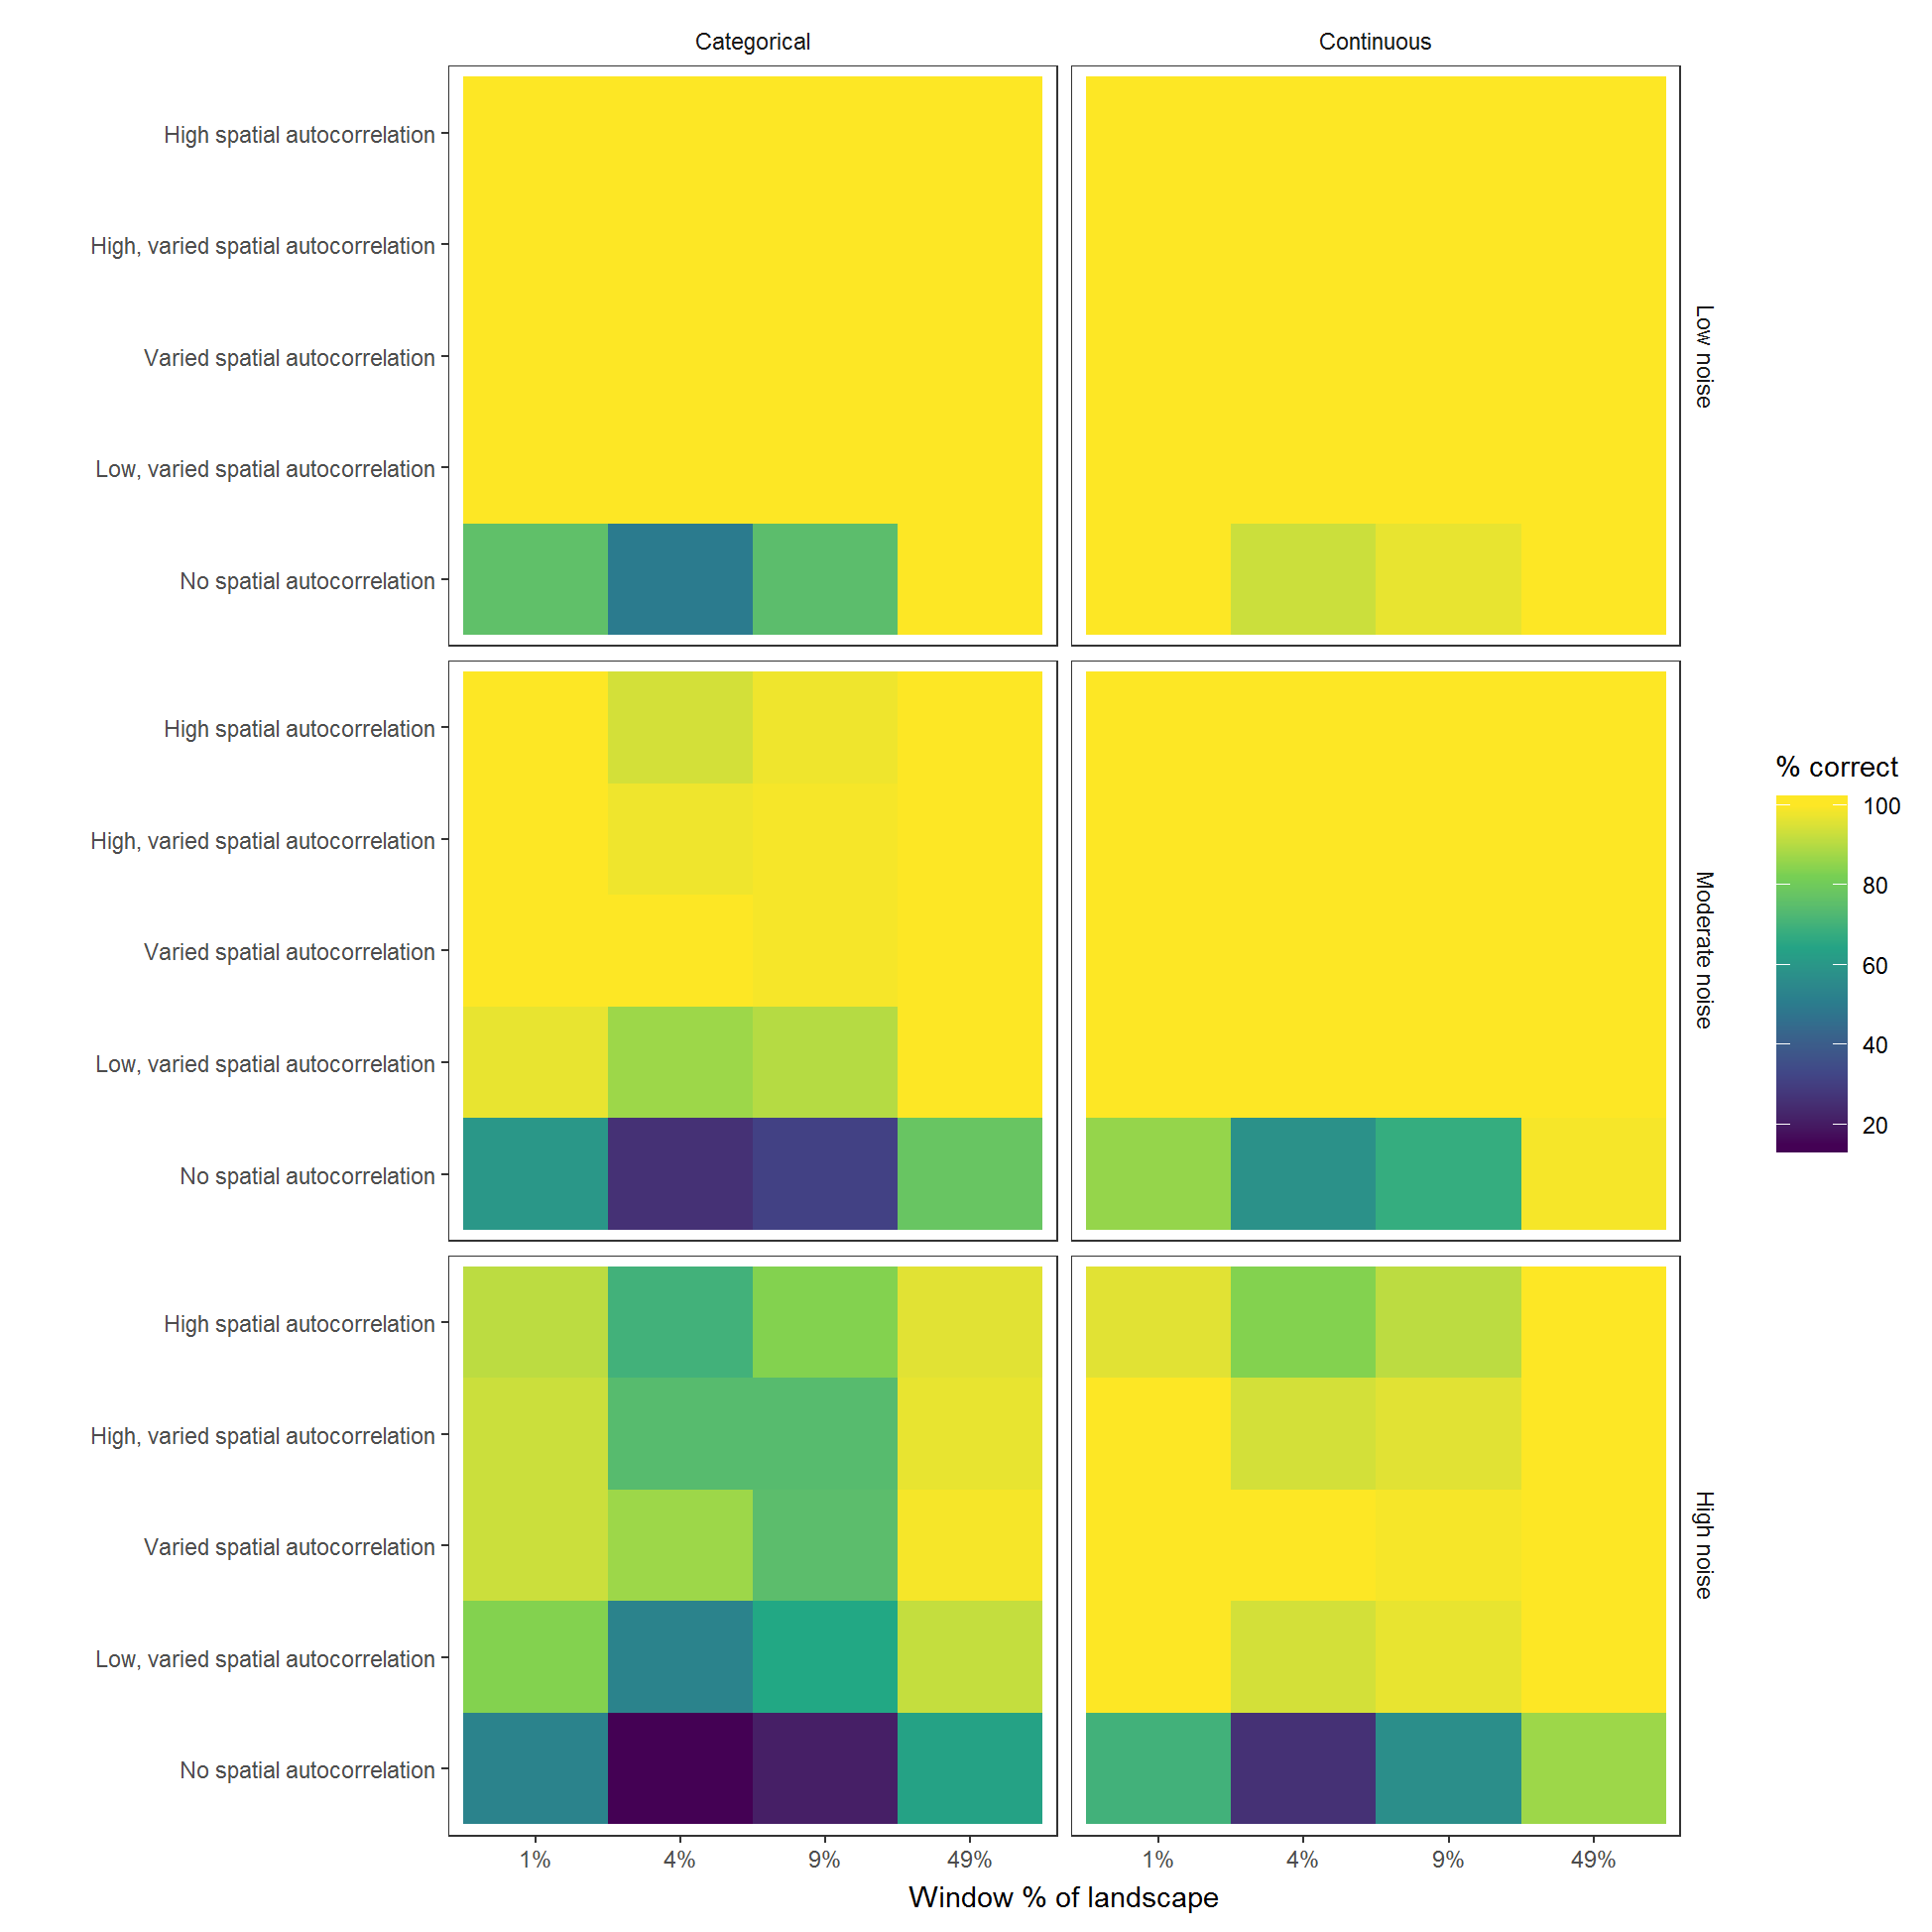 Categorical
Continuous
High spatial autocorrelation
High, varied spatial autocorrelation
Varied spatial autocorrelation
Low, varied spatial autocorrelation
No spatial autocorrelation
Low noise
High spatial autocorrelation
High, varied spatial autocorrelation
Varied spatial autocorrelation
Low, varied spatial autocorrelation
No spatial autocorrelation
Moderate noise
High spatial autocorrelation
High, varied spatial autocorrelation
Varied spatial autocorrelation
Low, varied spatial autocorrelation
No spatial autocorrelation
High noise
1% 4% 9% 49%
1% 4% 9% 49%
Window % of landscape
% correct
100
80
60
40
20